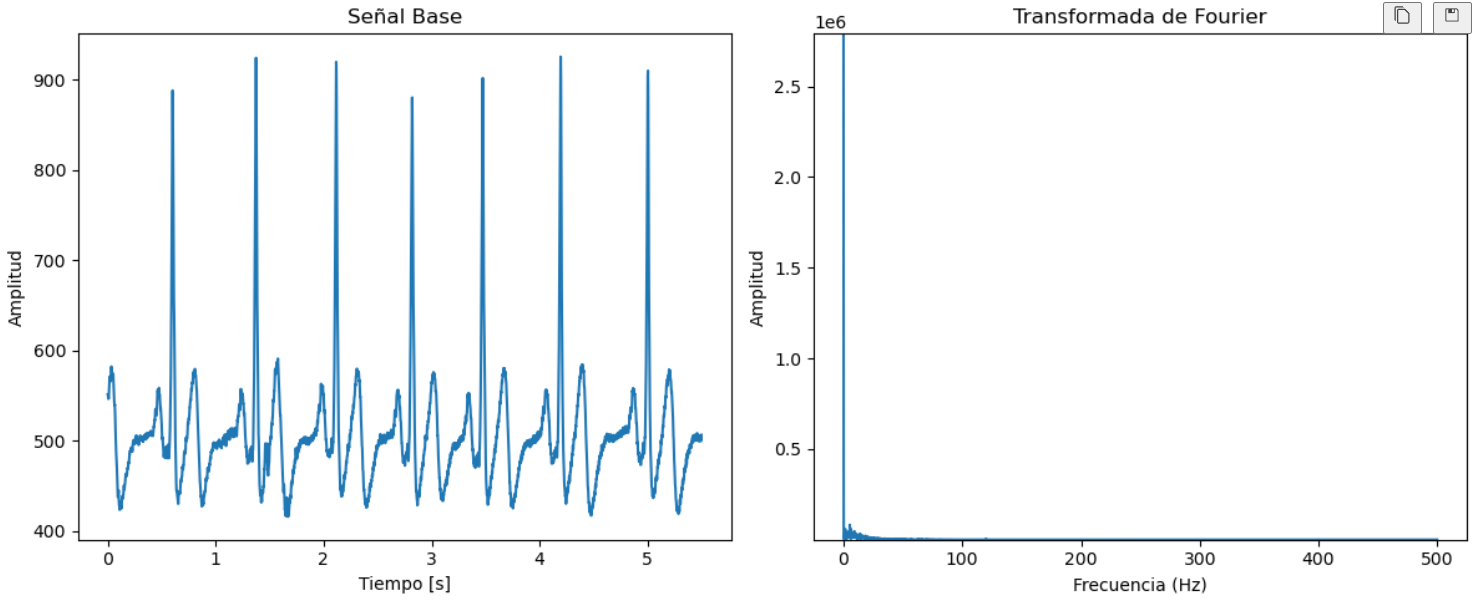 Señal Base
900
800
700
600
500
400
Amplitud
0 1 2 3 4 5
Tiempo [s]
Transformada de Fourier
1e6
2.5
2.0
1.5
1.0
0.5
Amplitud
0 100 200 300 400 500
Frecuencia (Hz)